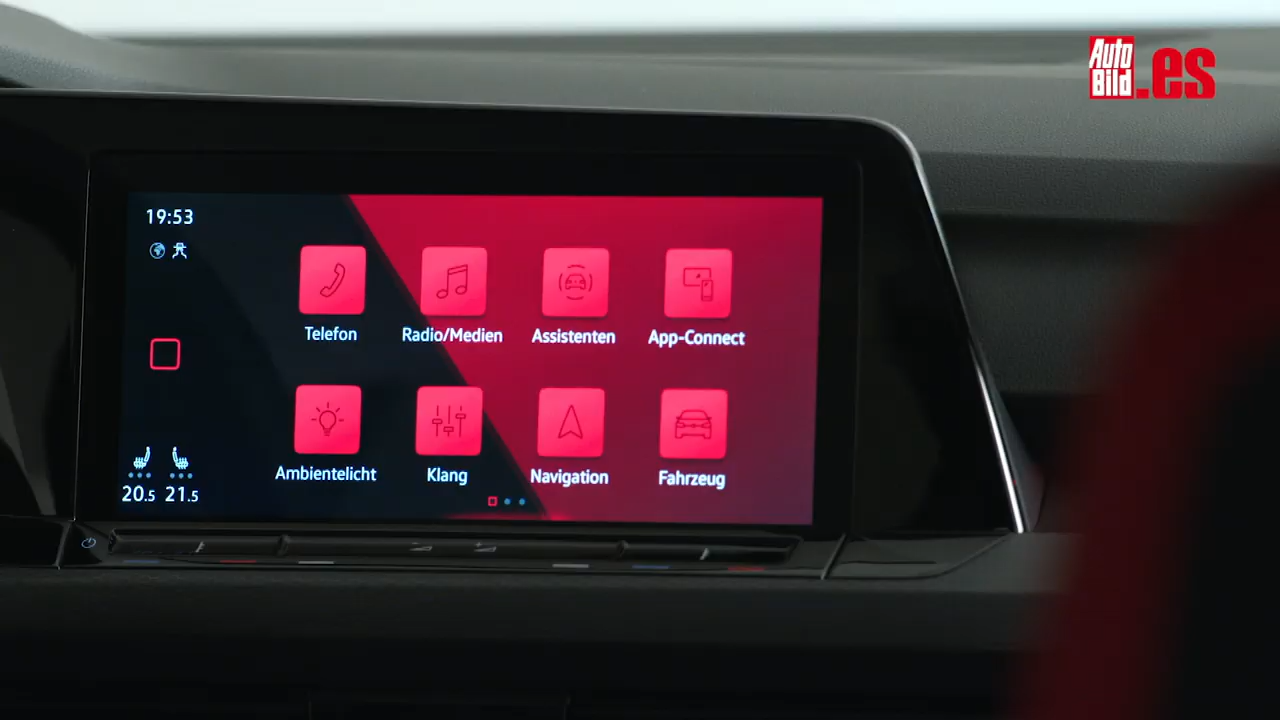 Auto
Bild.es
19:53
Telefon
Radio/Medien
Assistenten
App-Connect
Ambientelicht
Klang
Navigation
Fahrzeug
20.5 21.5